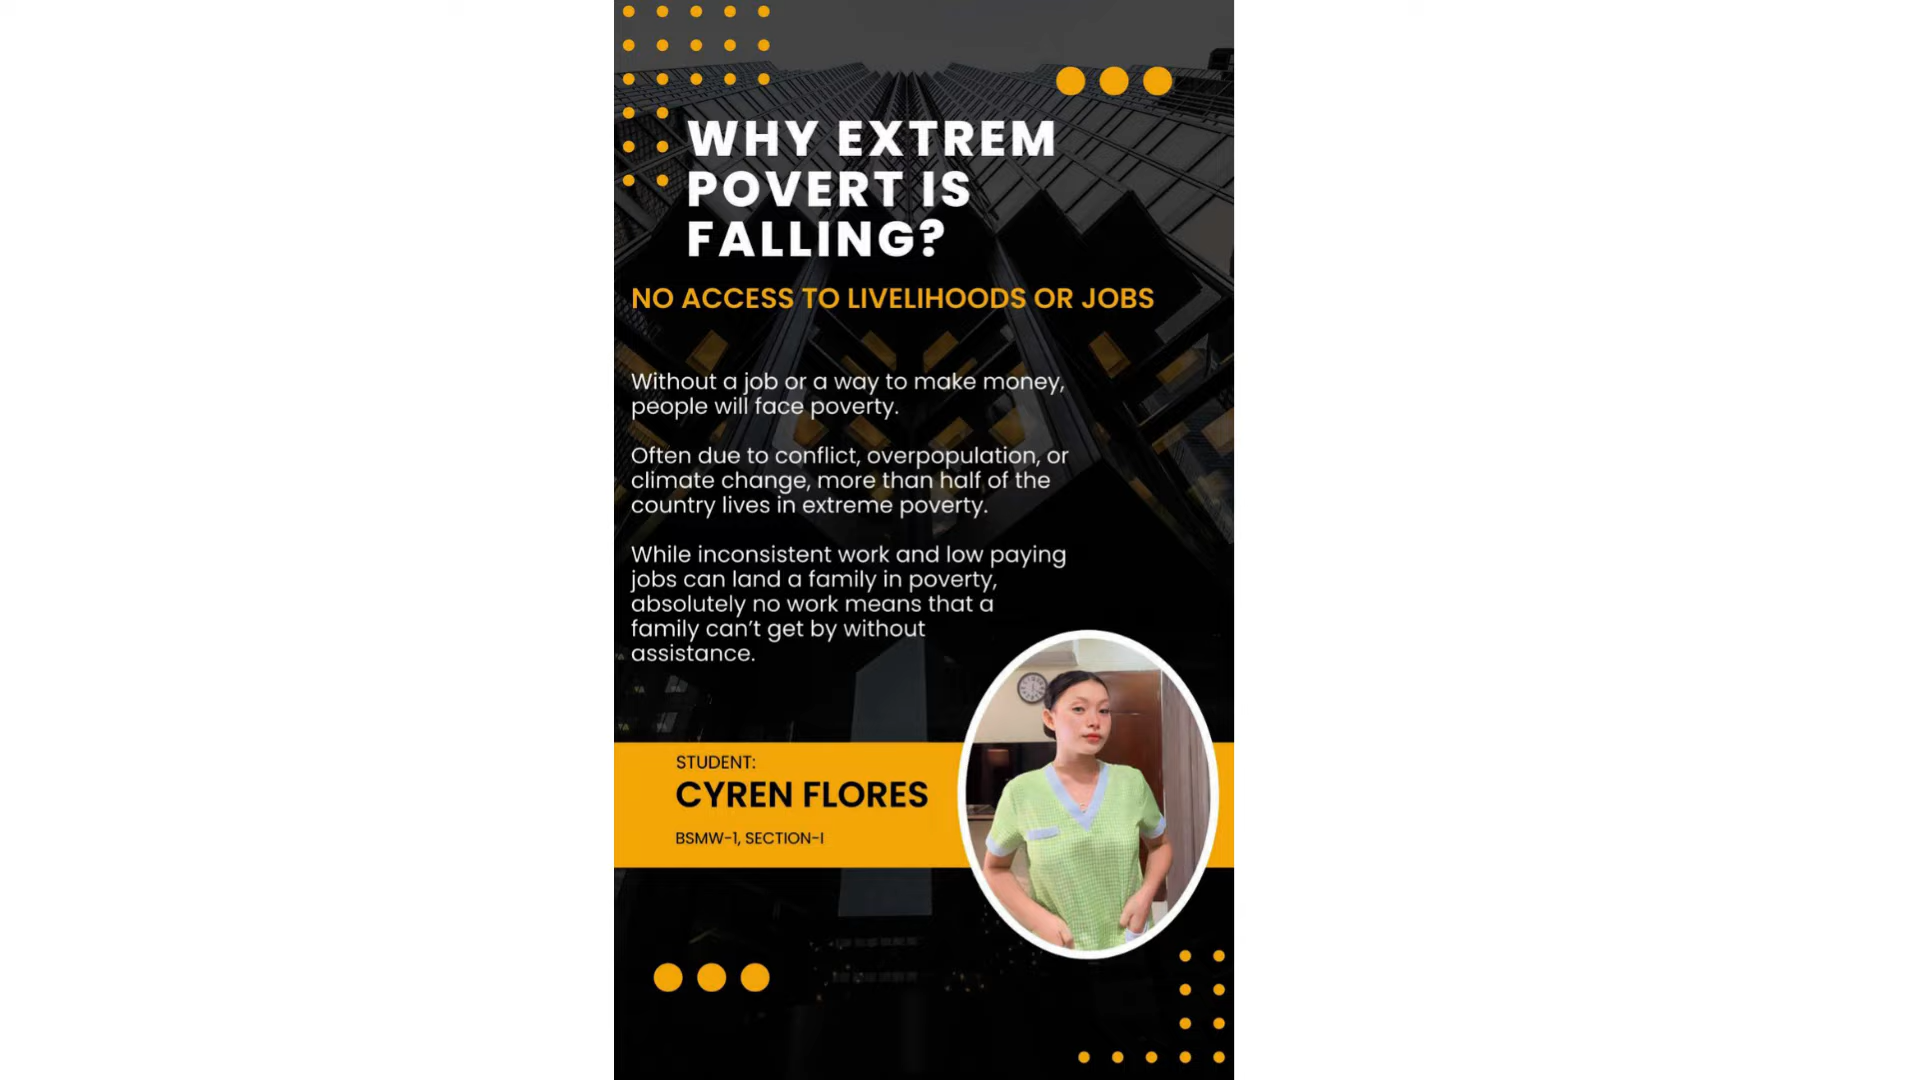 WHY EXTREM
POVERT IS
FALLING?
NO ACCESS TO LIVELIHOODS OR JOBS
Without a job or a way to make money,
people will face poverty.
Often due to conflict, overpopulation, or
climate change, more than half of the
country lives in extreme poverty.
While inconsistent work and low paying
jobs can land a family in poverty,
absolutely no work means that a
family can't get by without
assistance.
STUDENT:
CYREN FLORES
BSMW-1, SECTION-I